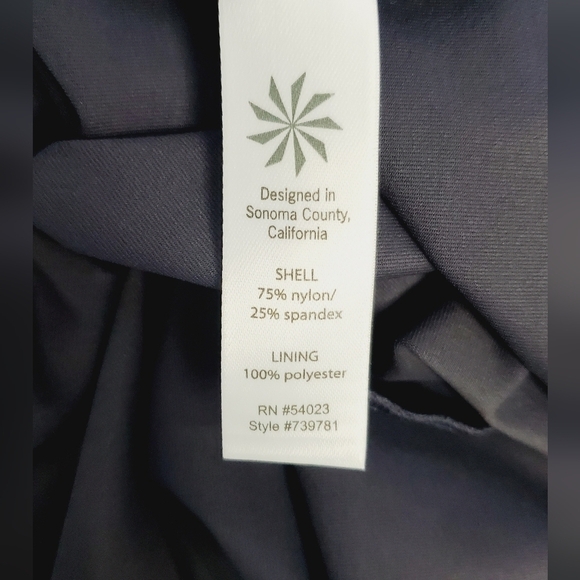 Designed in
Sonoma County,
California
SHELL
75% nylon/
25% spandex
LINING
100% polyester
RN #54023
Style #739781